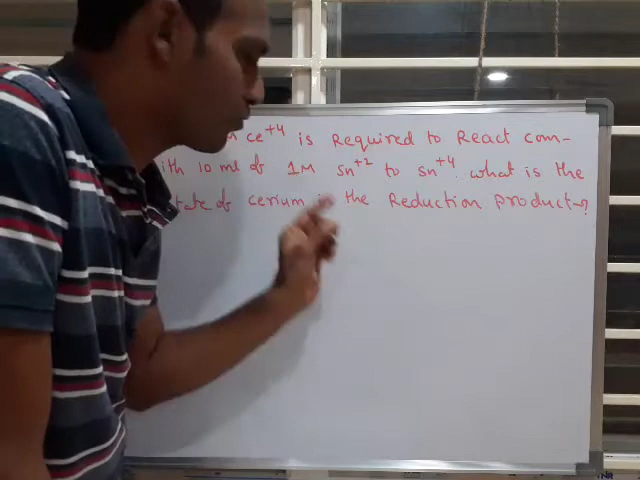 ce+4 is Required to React com-
ith 10 ml of 1M Sn+2 to Sn+4. what is the
tate of cerium the Reduction product-?